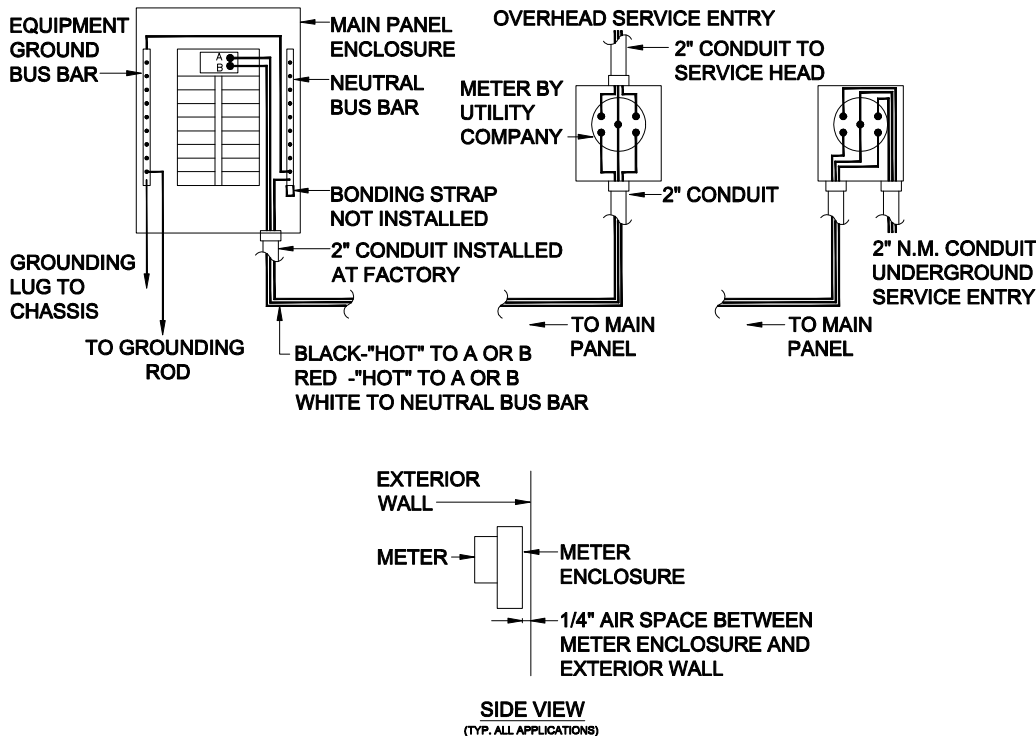 EQUIPMENT
GROUND
BUS BAR
MAIN PANEL
ENCLOSURE
A
B
NEUTRAL
BUS BAR
BONDING STRAP
NOT INSTALLED
2" CONDUIT INSTALLED
AT FACTORY
GROUNDING
LUG TO
CHASSIS
TO GROUNDING
ROD
BLACK-"HOT" TO A OR B
RED -"HOT" TO A OR B
WHITE TO NEUTRAL BUS BAR
OVERHEAD SERVICE ENTRY
2" CONDUIT TO
SERVICE HEAD
METER BY
UTILITY
COMPANY
2" CONDUIT
TO MAIN
PANEL
2" N.M. CONDUIT
UNDERGROUND
SERVICE ENTRY
TO MAIN
PANEL
EXTERIOR
WALL
METER
METER
ENCLOSURE
1/4" AIR SPACE BETWEEN
METER ENCLOSURE AND
EXTERIOR WALL
SIDE VIEW
(TYP. ALL APPLICATIONS)